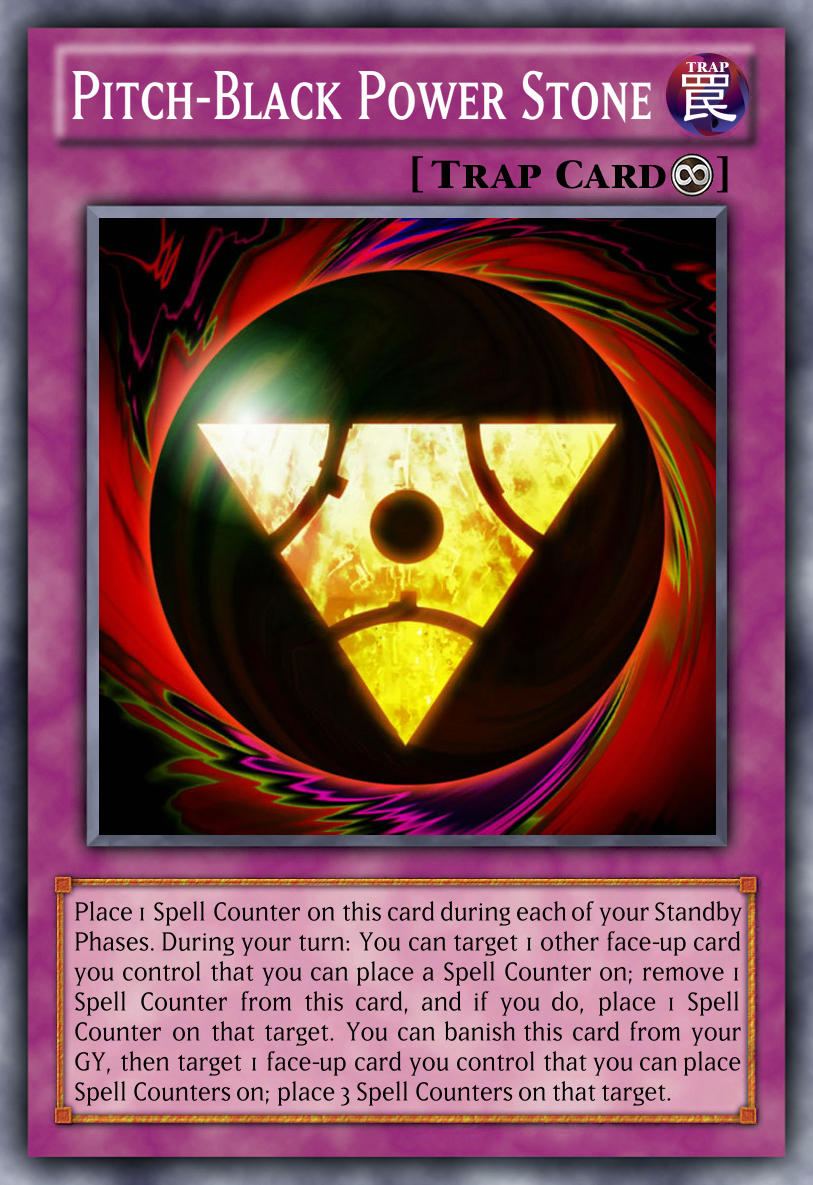 Pitch-Black Power Stone
TRAP
罠
[Trap Card∞]
Place 1 Spell Counter on this card during each of your Standby
Phases. During your turn: You can target 1 other face-up card
you control that you can place a Spell Counter on; remove 1
Spell Counter from this card, and if you do, place 1 Spell
Counter on that target. You can banish this card from your
GY, then target 1 face-up card you control that you can place
Spell Counters on; place 3 Spell Counters on that target.